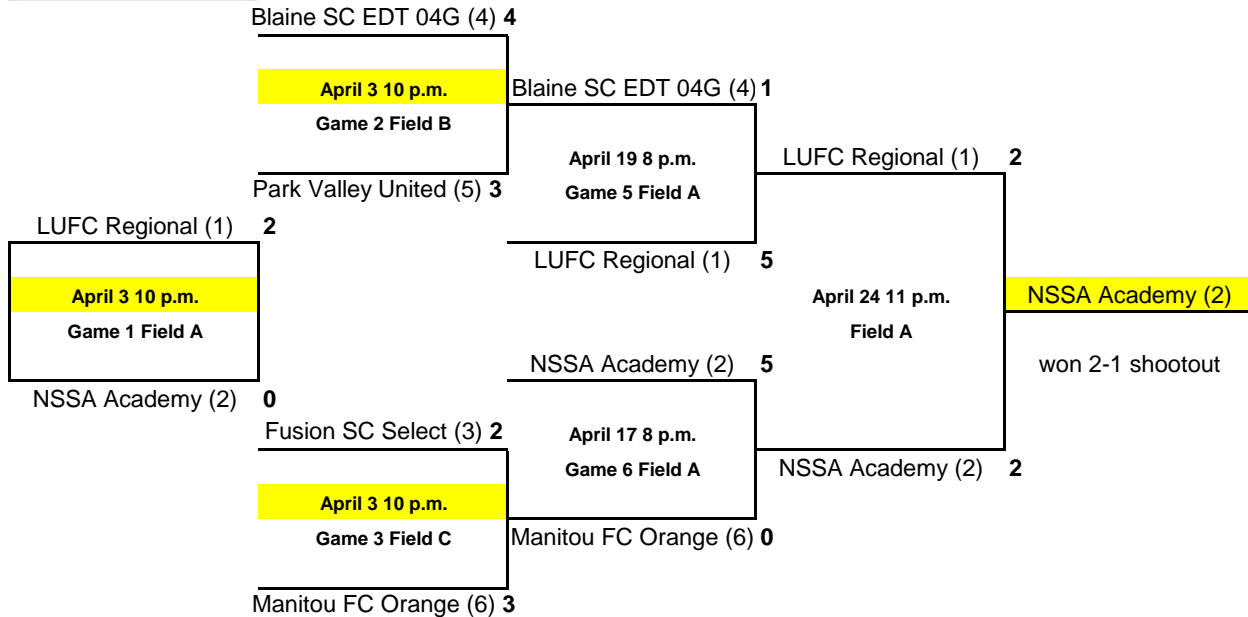 Blaine SC EDT 04G (4) 4
April 3 10 p.m.
Game 2 Field B
Park Valley United (5) 3
LUFC Regional (1) 2
April 3 10 p.m.
Game 1 Field A
NSSA Academy (2) 0
Fusion SC Select (3) 2
April 3 10 p.m.
Game 3 Field C
Manitou FC Orange (6) 3
Blaine SC EDT 04G (4) 1
April 19 8 p.m.
Game 5 Field A
LUFC Regional (1) 5
NSSA Academy (2) 5
April 17 8 p.m.
Game 6 Field A
Manitou FC Orange (6) 0
LUFC Regional (1) 2
April 24 11 p.m.
Field A
NSSA Academy (2) 2
NSSA Academy (2)
won 2-1 shootout